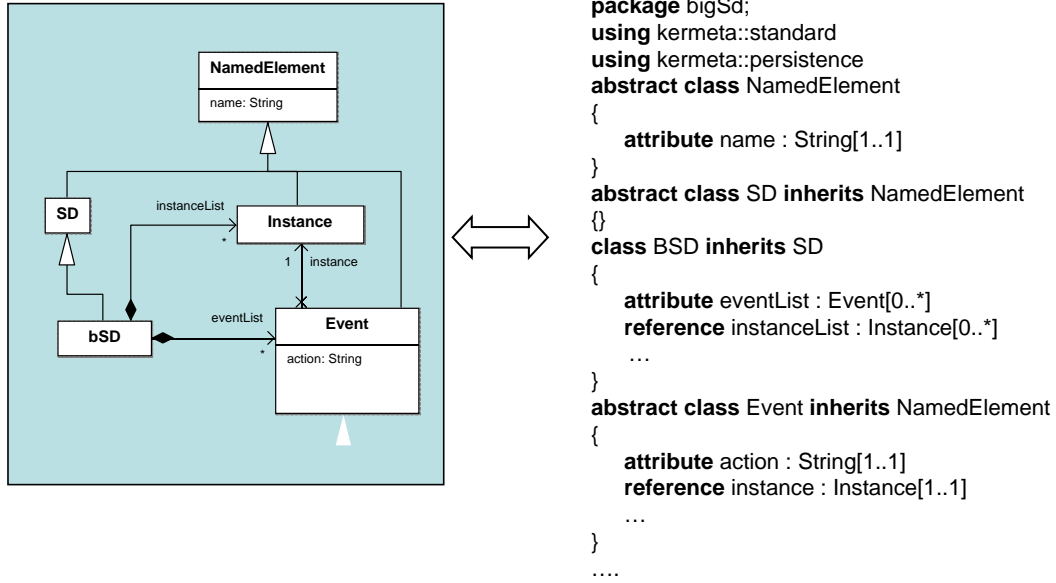 NamedElement
name: String
SD
instanceList
*
Instance
1 instance
bSD
eventList
*
Event
action: String
package bigSd;
using kermeta::standard
using kermeta::persistence
abstract class NamedElement
{
attribute name : String[1..1]
}
abstract class SD inherits NamedElement
{}
class BSD inherits SD
{
attribute eventList : Event[0..*]
reference instanceList : Instance[0..*]
…
}
abstract class Event inherits NamedElement
{
attribute action : String[1..1]
reference instance : Instance[1..1]
…
}
….